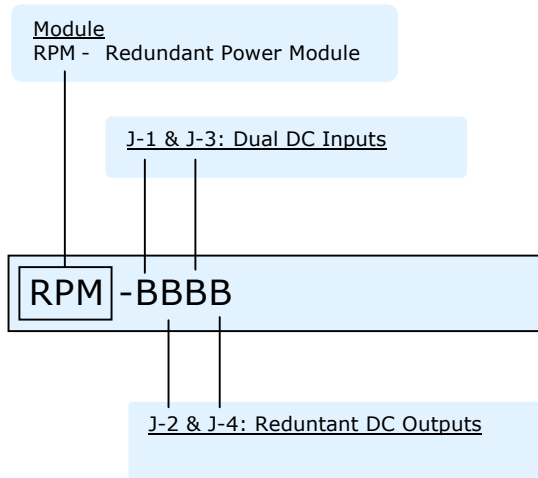 Module
RPM - Redundant Power Module
J-1 & J-3: Dual DC Inputs
RPM -BBBB
J-2 & J-4: Reduntant DC Outputs